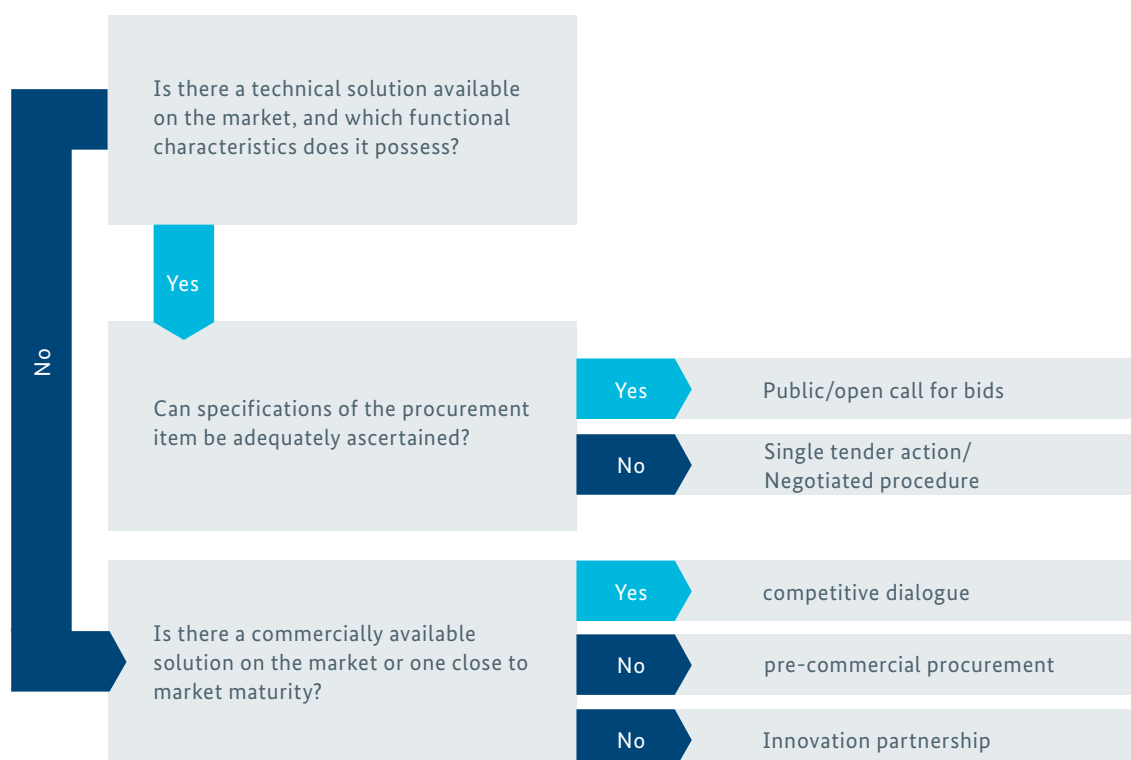 Is there a technical solution available
on the market, and which functional
characteristics does it possess?
Yes
No
Can specifications of the procurement
item be adequately ascertained?
Yes
Public/open call for bids
No
Single tender action/
Negotiated procedure
Is there a commercially available
solution on the market or one close to
market maturity?
Yes
competitive dialogue
No
pre-commercial procurement
No
Innovation partnership